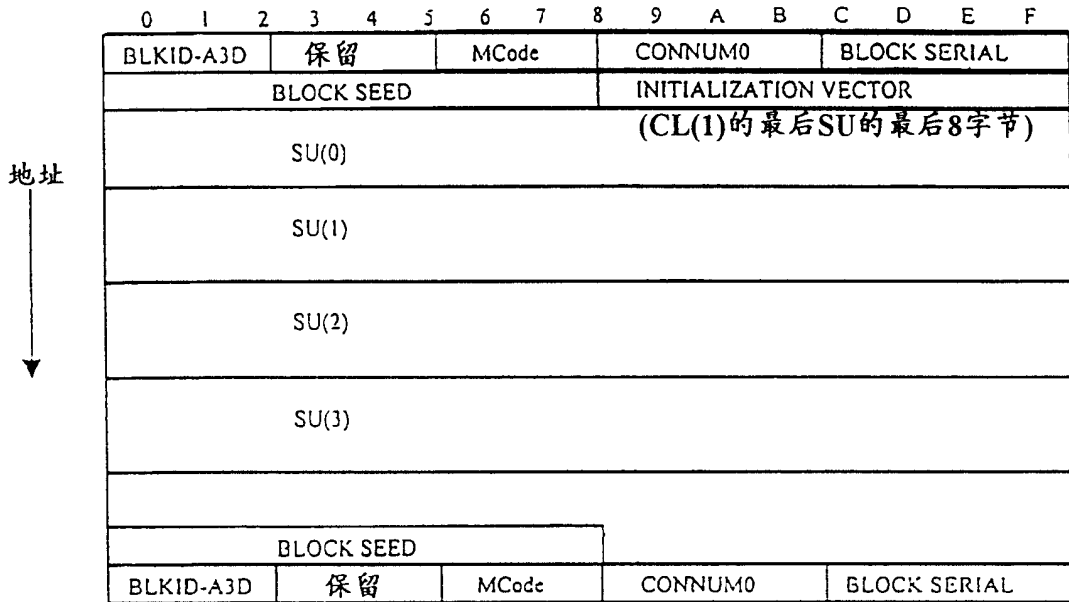 0 1 2 3 4 5 6 7 8 9 A B C D E F
BLKID-A3D 保留 MCode CONNUM0 BLOCK SERIAL
BLOCK SEED INITIALIZATION VECTOR
(CL(1)的最后SU的最后8字节)
SU(0)
地址
SU(1)
SU(2)
SU(3)
BLOCK SEED
BLKID-A3D 保留 MCode CONNUM0 BLOCK SERIAL